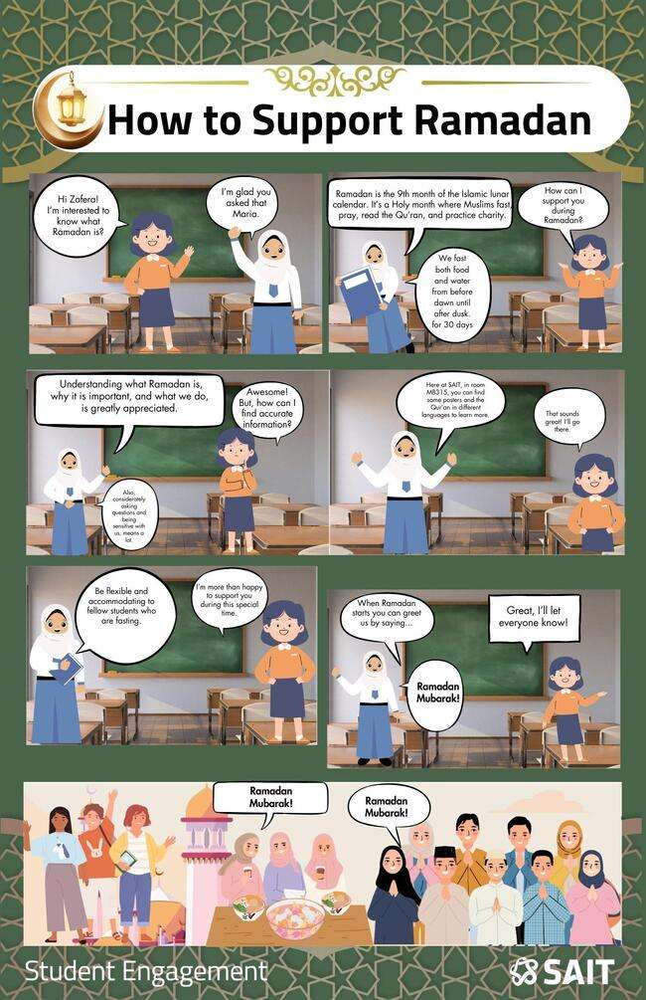 How to Support Ramadan
Hi Zafera!
I'm interested to
know what
Ramadan is?
I'm glad you
asked that
Maria.
Ramadan is the 9th month of the Islamic lunar
calendar. It's a Holy month where Muslims fast,
pray, read the Qu'ran, and practice charity.
We fast
both food
and water
from before
dawn until
after dusk.
for 30 days
How can I
support you
during
Ramadan?
Understanding what Ramadan is,
why it is important, and what we do,
is greatly appreciated.
Also,
considerately
asking
questions and
being
sensitive with
us, means a
lot.
Awesome!
But, how can I
find accurate
information?
Here at SAIT, in room
MB315, you can find
some posters and the
Qur'an in different
languages to learn more.
That sounds
great! I'll go
there.
Be flexible and
accommodating to
fellow students who
are fasting.
I'm more than happy
to support you
during this special
time.
When Ramadan
starts you can greet
us by saying...
Ramadan
Mubarak!
Great, I'll let
everyone know!
Ramadan
Mubarak!
Ramadan
Mubarak!
Student Engagement
SAIT